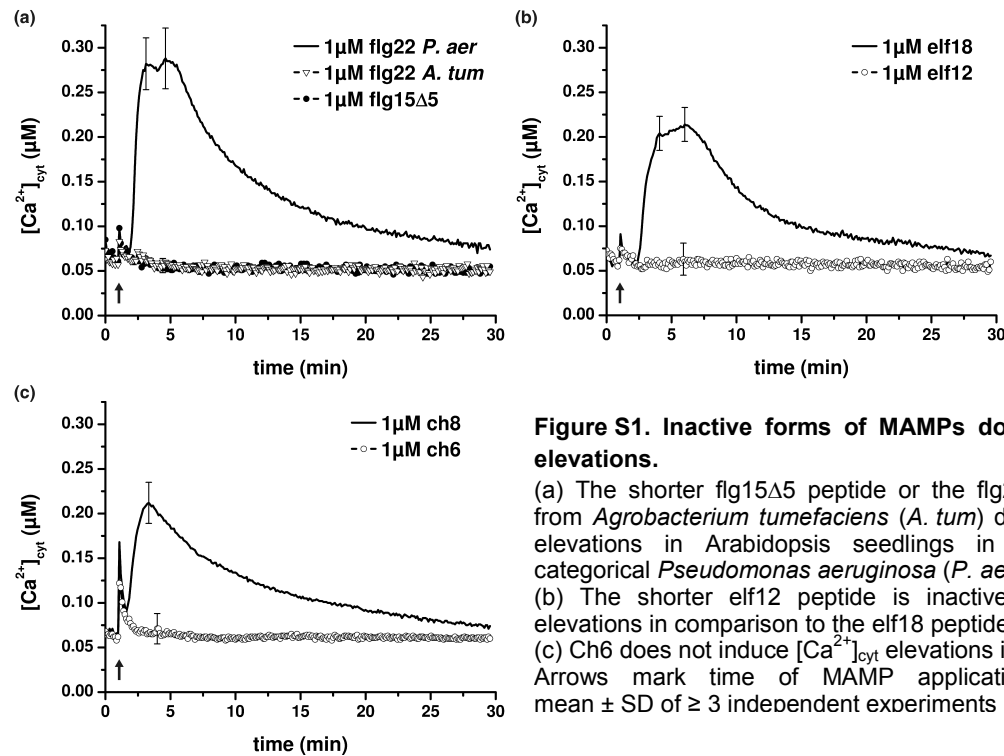 (a)
0.30
0.25
0.20
0.15
0.10
0.05
0.00
[Ca²⁺]cyt (µM)
1µM flg22 P. aer
1µM flg22 A. tum
1µM flg15Δ5
0 5 10 15 20 25 30
time (min)
(b)
0.30
0.25
0.20
0.15
0.10
0.05
0.00
[Ca²⁺]cyt (µM)
1µM elf18
1µM elf12
0 5 10 15 20 25 30
time (min)
(c)
0.30
0.25
0.20
0.15
0.10
0.05
0.00
[Ca²⁺]cyt (µM)
1µM ch8
1µM ch6
0 5 10 15 20 25 30
time (min)
Figure S1. Inactive forms of MAMPs do
elevations.
(a) The shorter flg15Δ5 peptide or the flg
from Agrobacterium tumefaciens (A. tum) d
elevations in Arabidopsis seedlings in
categorical Pseudomonas aeruginosa (P. ae
(b) The shorter elf12 peptide is inactive
elevations in comparison to the elf18 peptide
(c) Ch6 does not induce [Ca²⁺]cyt elevations i
Arrows mark time of MAMP applicati
mean ± SD of ≥ 3 independent experiments